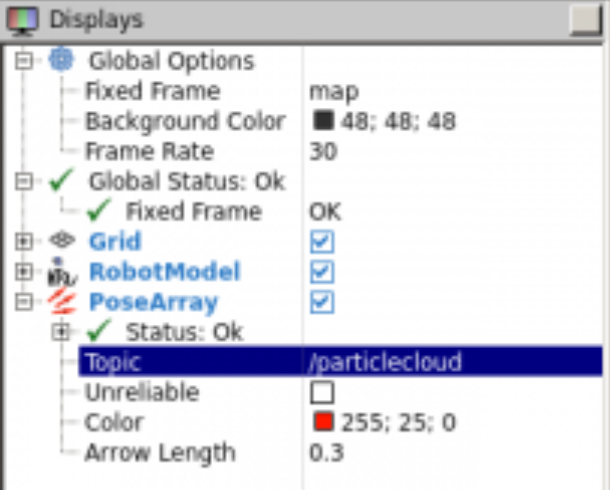 Displays
Global Options
Fixed Frame map
Background Color 48; 48; 48
Frame Rate 30
Global Status: Ok
Fixed Frame OK
Grid
RobotModel
PoseArray
Status: Ok
Topic /particlecloud
Unreliable
Color 255; 25; 0
Arrow Length 0.3